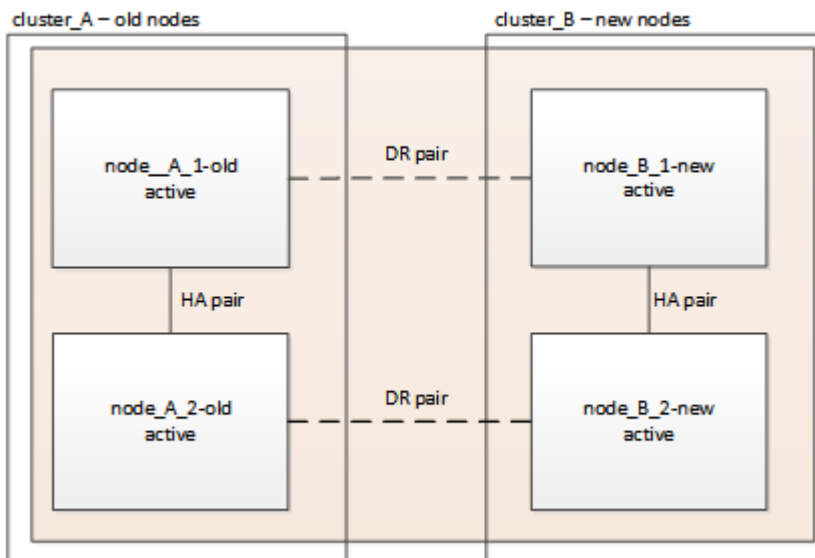 cluster_A – old nodes
cluster_B – new nodes
node__A_1-old
active
DR pair
node_B_1-new
active
HA pair
HA pair
node_A_2-old
active
DR pair
node_B_2-new
active